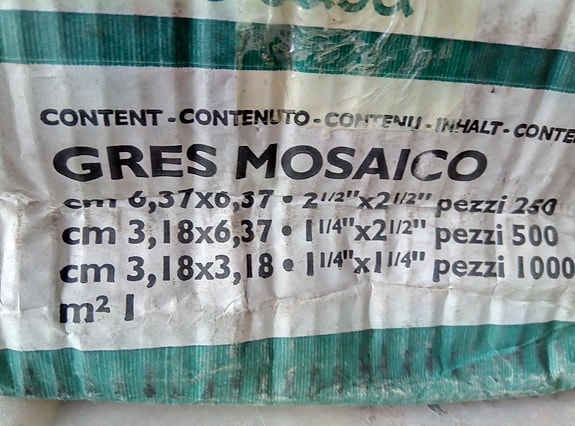 CONTENT - CONTENUTO - CONTENU - INHALT - CONTE
GRES MOSAICO
cm 6,37x6,37 • 2 1/2"x2 1/2" pezzi 250
cm 3,18x6,37 • 1 1/4"x2 1/2" pezzi 500
cm 3,18x3,18 • 1 1/4"x1 1/4" pezzi 1000
m² 1